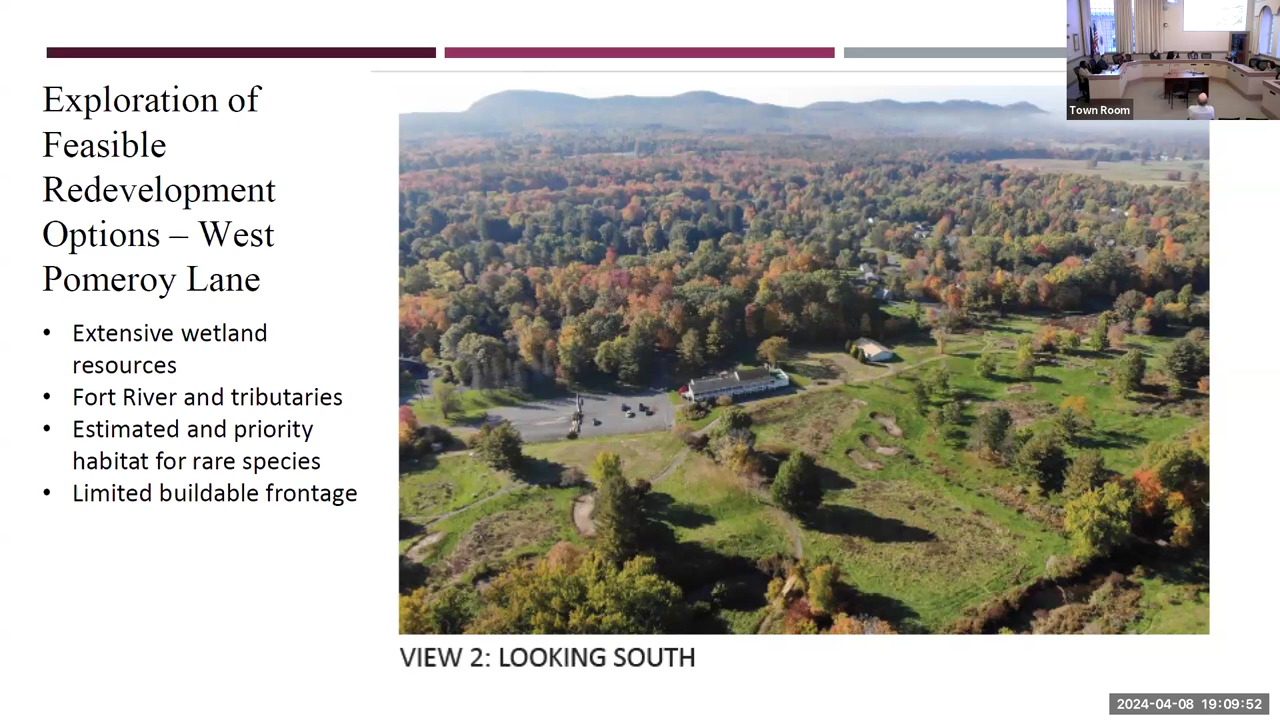 Exploration of
Feasible
Redevelopment
Options – West
Pomeroy Lane
• Extensive wetland
resources
• Fort River and tributaries
• Estimated and priority
habitat for rare species
• Limited buildable frontage
VIEW 2: LOOKING SOUTH
Town Room
2024-04-08 19:09:52